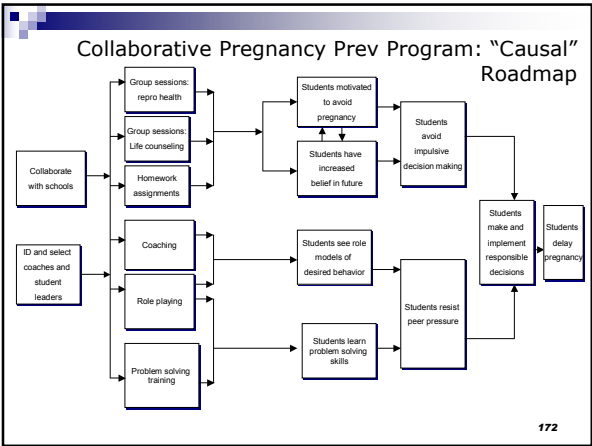 Collaborative Pregnancy Prev Program: “Causal”
Roadmap
Group sessions:
repro health
Group sessions:
Life counseling
Homework
assignments
Collaborate
with schools
ID and select
coaches and
student
leaders
Coaching
Role playing
Problem solving
training
Students motivated
to avoid
pregnancy
Students have
increased
belief in future
Students see role
models of
desired behavior
Students learn
problem solving
skills
Students
avoid
impulsive
decision making
Students resist
peer pressure
Students
make and
implement
responsible
decisions
Students
delay
pregnancy
172